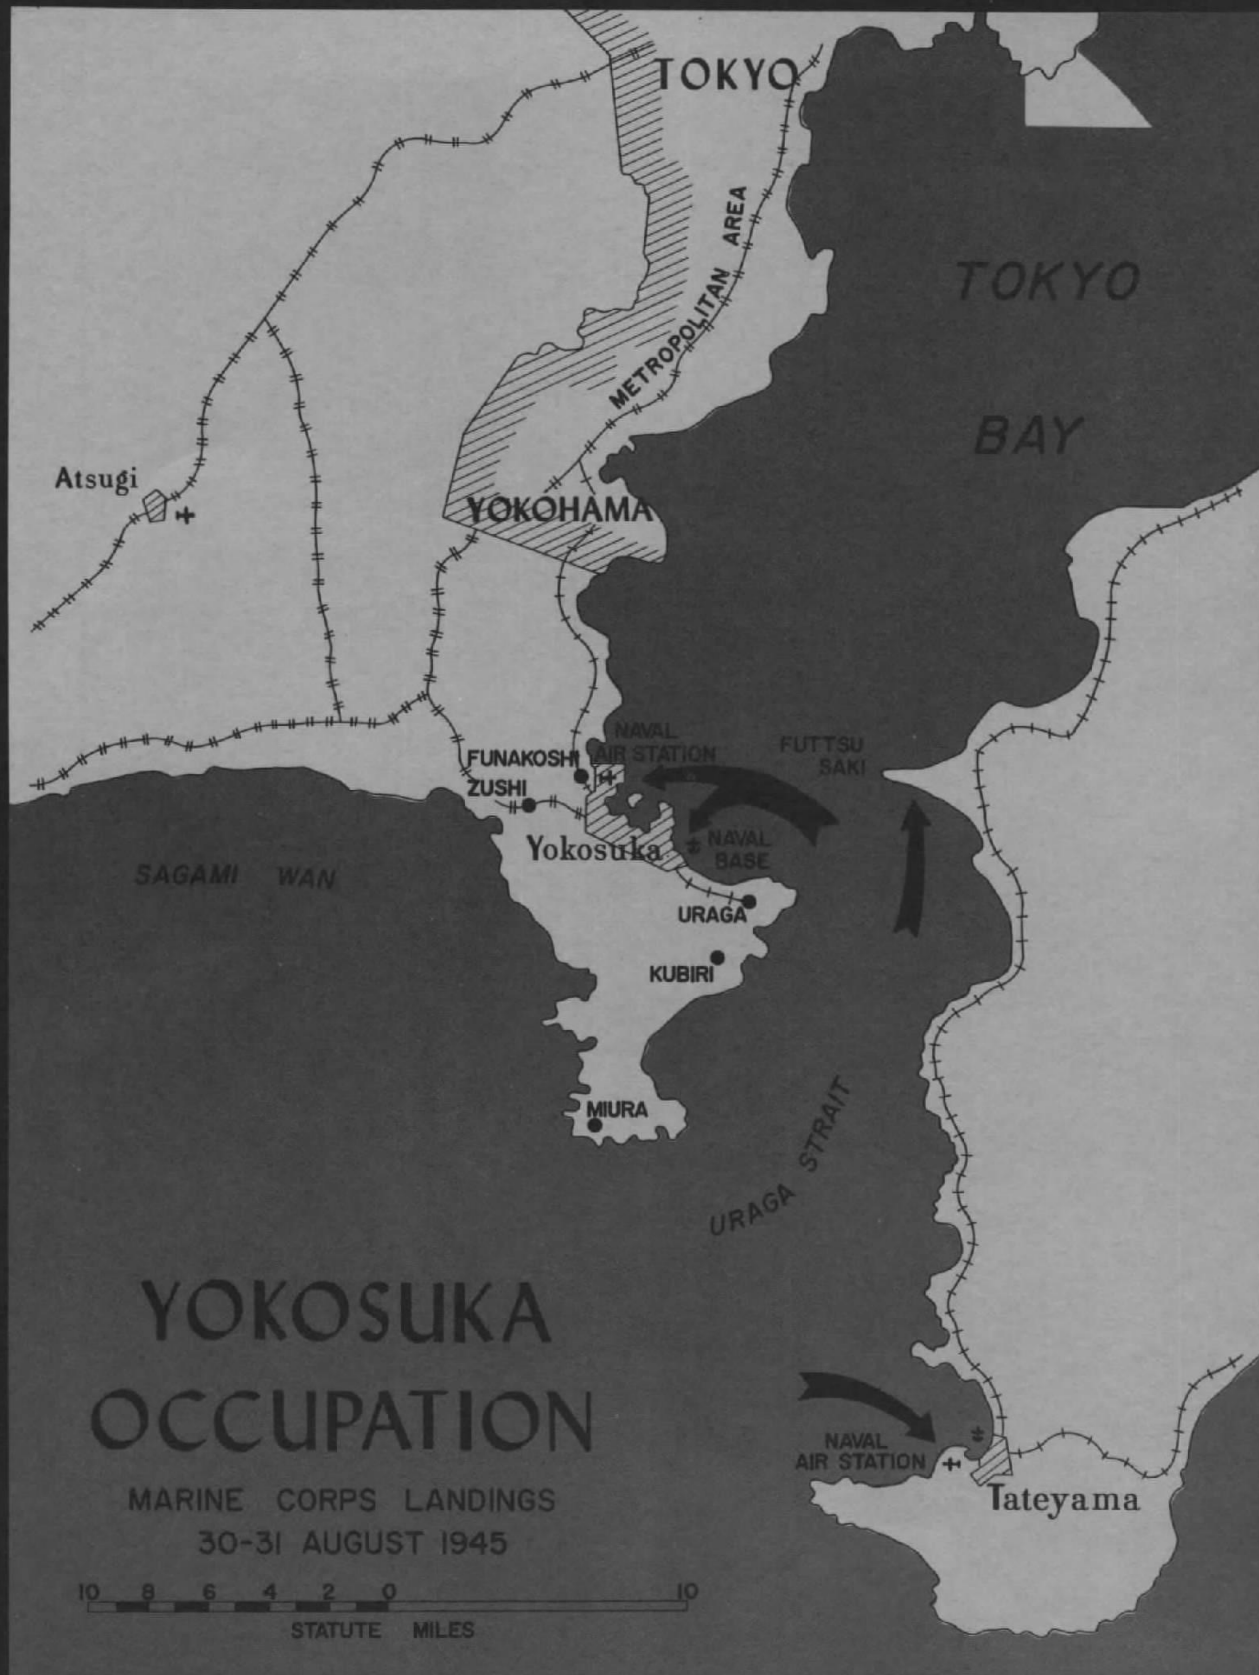 TOKYO
METROPOLITAN AREA
TOKYO
BAY
Atsugi
YOKOHAMA
NAVAL
AIR STATION
FUNAKOSHI
ZUSHI
FUTTSU
SAKI
Yokosuka
NAVAL
BASE
SAGAMI WAN
URAGA
KUBIRI
MIURA
URAGA STRAIT
YOKOSUKA
OCCUPATION
MARINE CORPS LANDINGS
30-31 AUGUST 1945
NAVAL
AIR STATION
Tateyama
10 8 6 4 2 0 10
STATUTE MILES